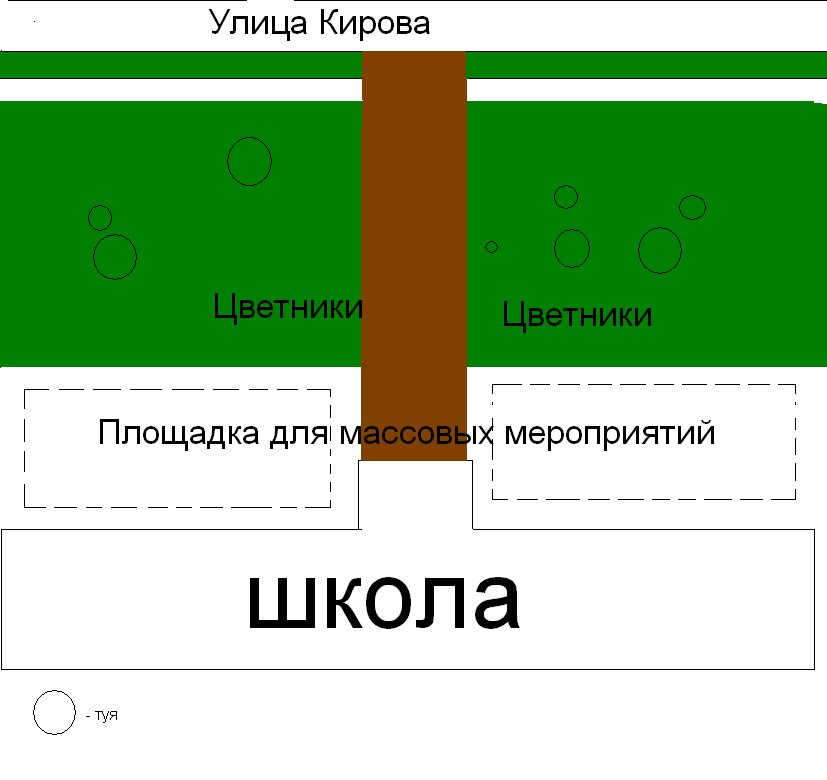 Улица Кирова
Цветники
Цветники
Площадка для массовых мероприятий
школа
- туя